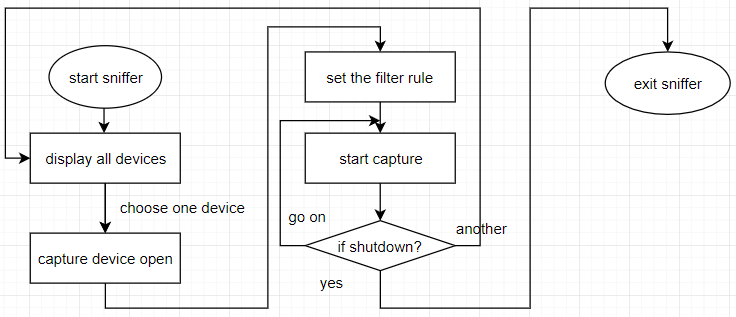 start sniffer
display all devices
choose one device
capture device open
set the filter rule
start capture
go on
if shutdown?
another
yes
exit sniffer